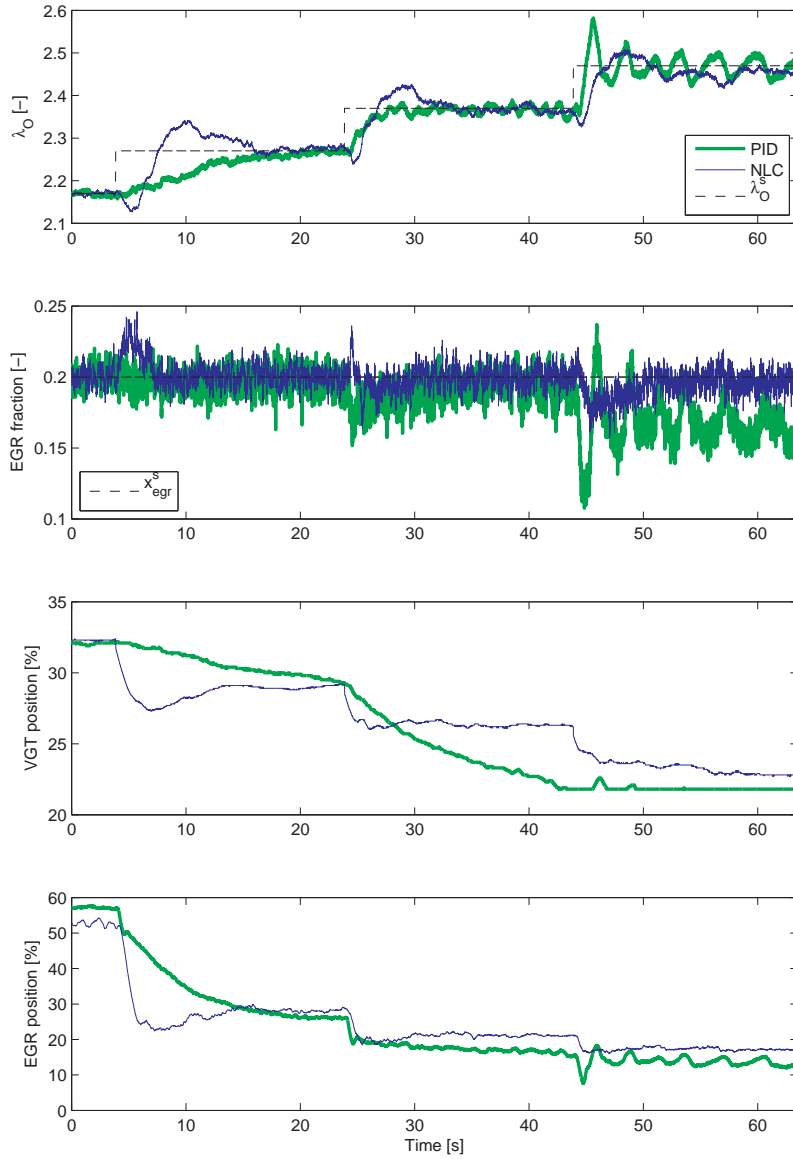 2.6
2.5
2.4
2.3
2.2
2.1
λO [−]
PID
NLC
λOs
0 10 20 30 40 50 60
0.25
0.2
0.15
0.1
EGR fraction [−]
xegrs
0 10 20 30 40 50 60
35
30
25
20
VGT position [%]
0 10 20 30 40 50 60
60
50
40
30
20
10
0
EGR position [%]
0 10 20 30 40 50 60
Time [s]